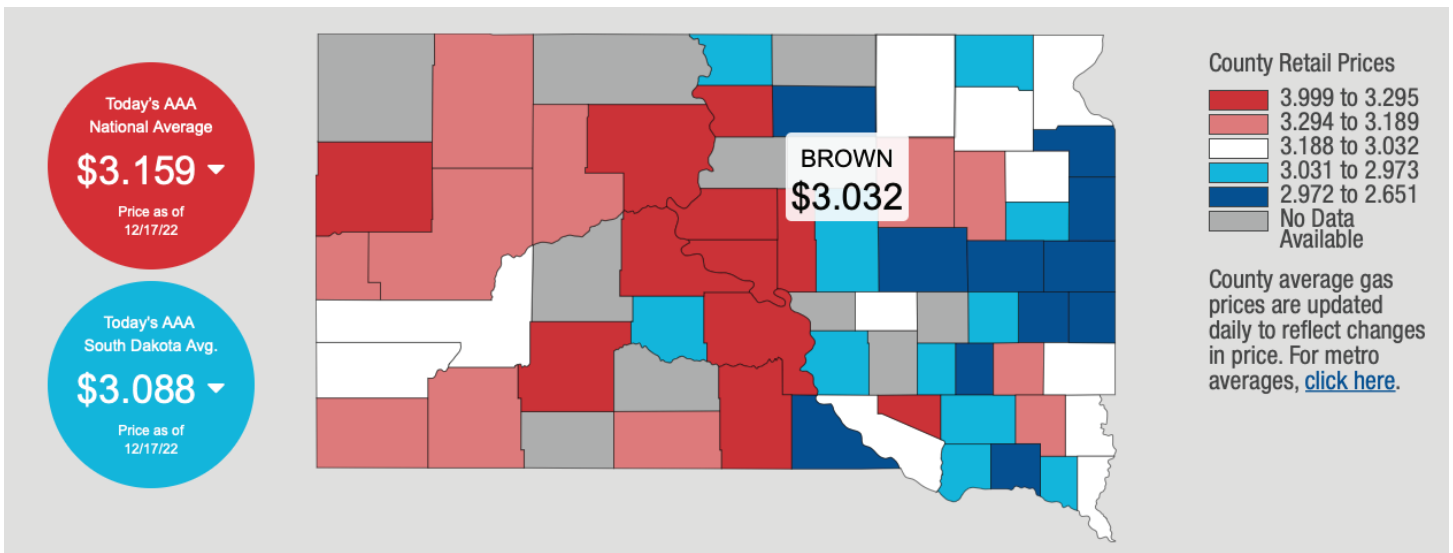 Today's AAA
National Average
$3.159
Price as of
12/17/22
Today's AAA
South Dakota Avg.
$3.088
Price as of
12/17/22
BROWN
$3.032
County Retail Prices
3.999 to 3.295
3.294 to 3.189
3.188 to 3.032
3.031 to 2.973
2.972 to 2.651
No Data
Available
County average gas
prices are updated
daily to reflect changes
in price. For metro
averages, click here.